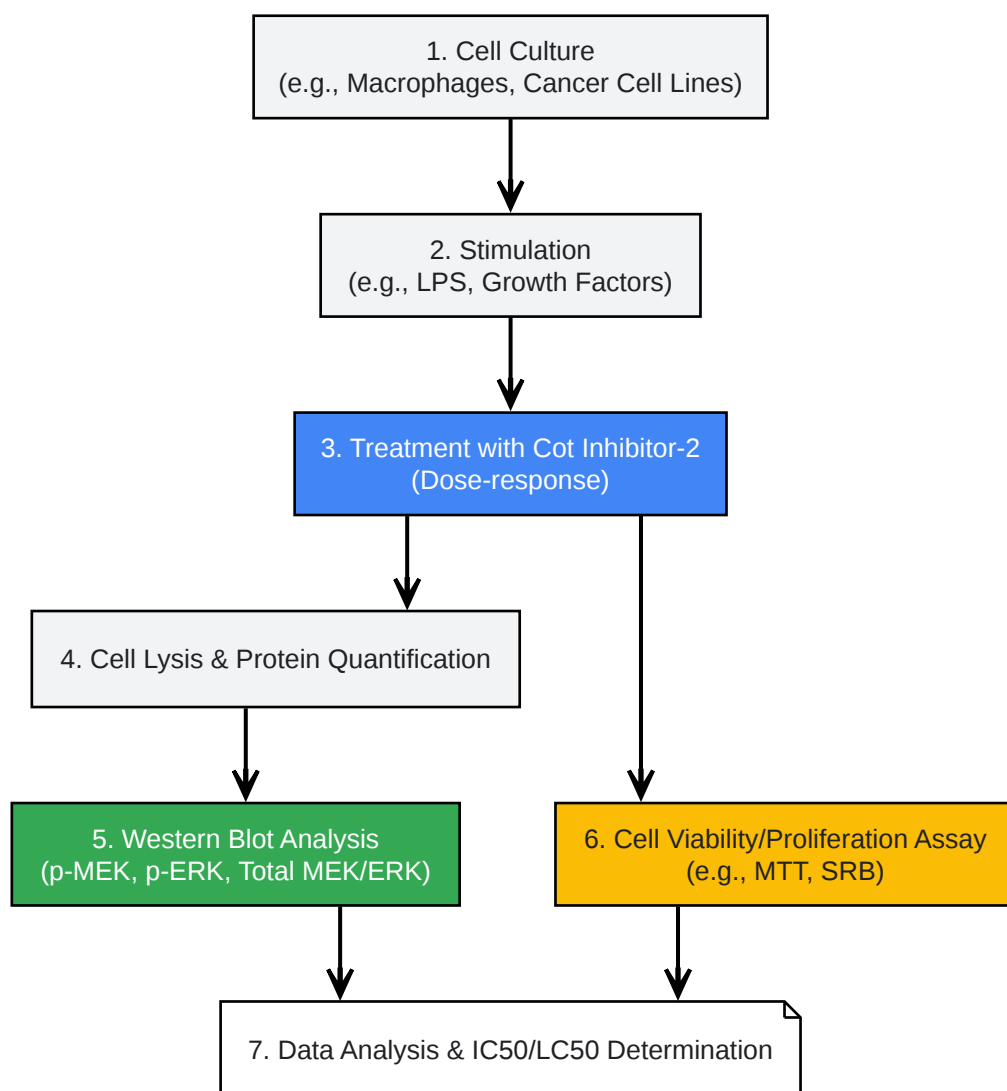 1. Cell Culture
(e.g., Macrophages, Cancer Cell Lines)
2. Stimulation
(e.g., LPS, Growth Factors)
3. Treatment with Cot Inhibitor-2
(Dose-response)
4. Cell Lysis & Protein Quantification
5. Western Blot Analysis
(p-MEK, p-ERK, Total MEK/ERK)
6. Cell Viability/Proliferation Assay
(e.g., MTT, SRB)
7. Data Analysis & IC50/LC50 Determination